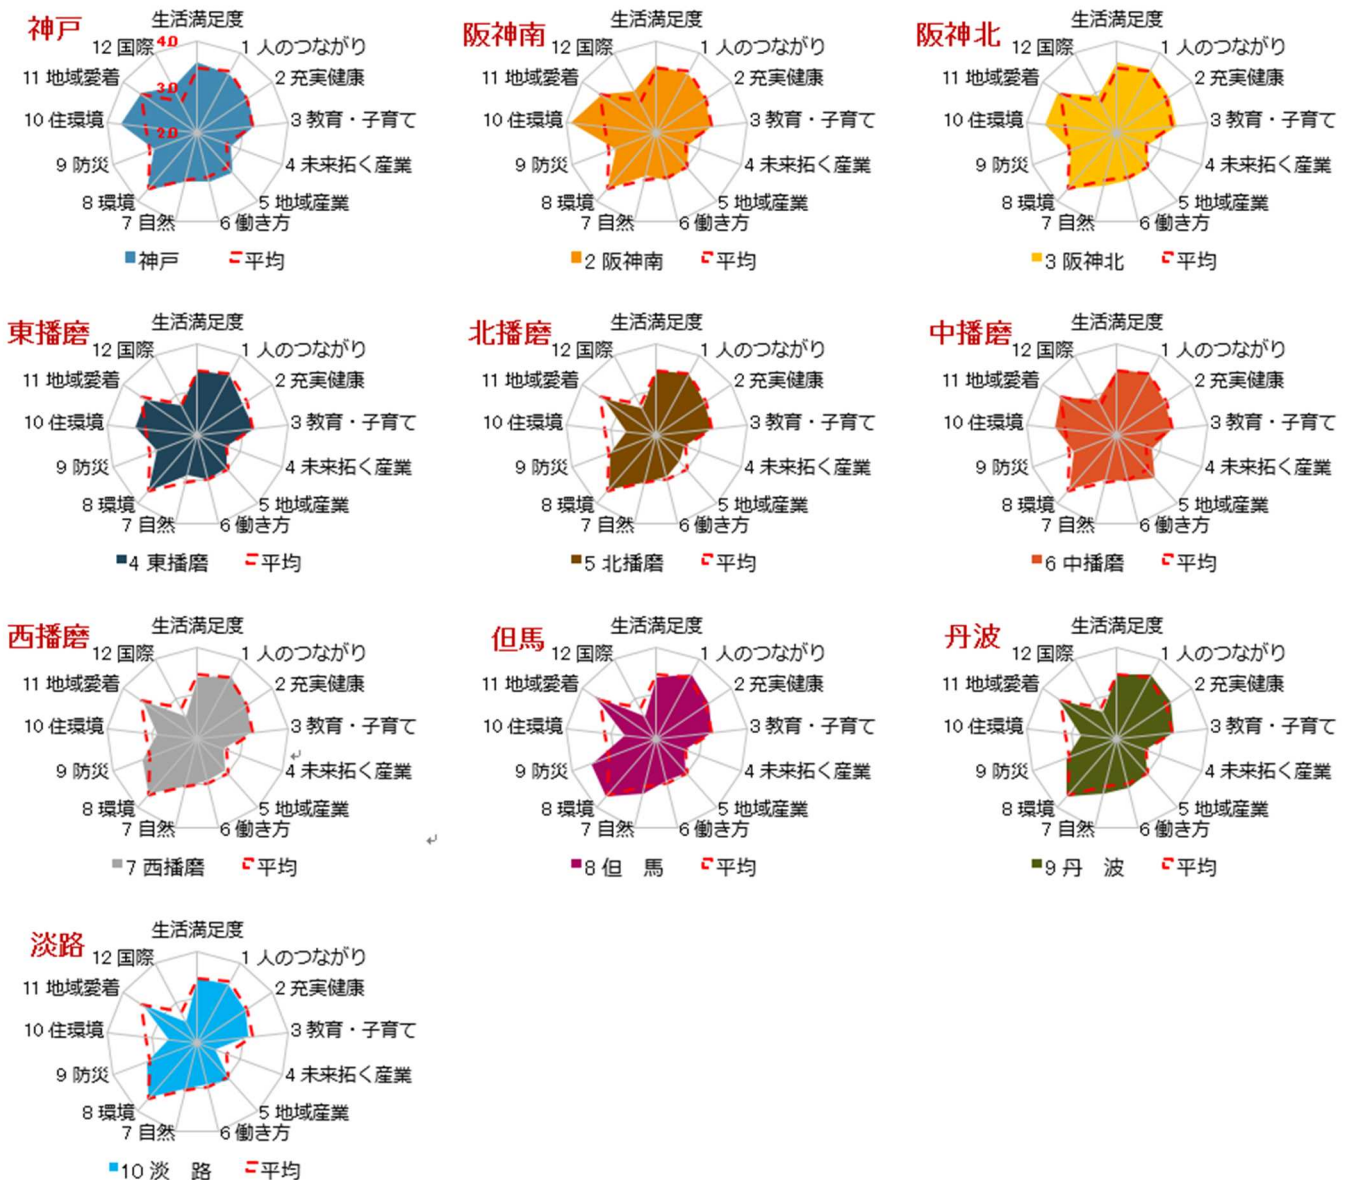 神戸
生活満足度
12 国際
4.0
1 人のつながり
11 地域愛着
3.0
2 充実健康
10 住環境
2.0
3 教育・子育て
9 防災
4 未来拓く産業
8 環境
5 地域産業
7 自然
6 働き方
神戸
平均
阪神南
生活満足度
12 国際
1 人のつながり
11 地域愛着
2 充実健康
10 住環境
3 教育・子育て
9 防災
4 未来拓く産業
8 環境
5 地域産業
7 自然
6 働き方
2 阪神南
平均
阪神北
生活満足度
12 国際
1 人のつながり
11 地域愛着
2 充実健康
10 住環境
3 教育・子育て
9 防災
4 未来拓く産業
8 環境
5 地域産業
7 自然
6 働き方
3 阪神北
平均
東播磨
生活満足度
12 国際
1 人のつながり
11 地域愛着
2 充実健康
10 住環境
3 教育・子育て
9 防災
4 未来拓く産業
8 環境
5 地域産業
7 自然
6 働き方
4 東播磨
平均
北播磨
生活満足度
12 国際
1 人のつながり
11 地域愛着
2 充実健康
10 住環境
3 教育・子育て
9 防災
4 未来拓く産業
8 環境
5 地域産業
7 自然
6 働き方
5 北播磨
平均
中播磨
生活満足度
12 国際
1 人のつながり
11 地域愛着
2 充実健康
10 住環境
3 教育・子育て
9 防災
4 未来拓く産業
8 環境
5 地域産業
7 自然
6 働き方
6 中播磨
平均
西播磨
生活満足度
12 国際
1 人のつながり
11 地域愛着
2 充実健康
10 住環境
3 教育・子育て
9 防災
4 未来拓く産業
8 環境
5 地域産業
7 自然
6 働き方
7 西播磨
平均
但馬
生活満足度
12 国際
1 人のつながり
11 地域愛着
2 充実健康
10 住環境
3 教育・子育て
9 防災
4 未来拓く産業
8 環境
5 地域産業
7 自然
6 働き方
8 但　馬
平均
丹波
生活満足度
12 国際
1 人のつながり
11 地域愛着
2 充実健康
10 住環境
3 教育・子育て
9 防災
4 未来拓く産業
8 環境
5 地域産業
7 自然
6 働き方
9 丹　波
平均
淡路
生活満足度
12 国際
1 人のつながり
11 地域愛着
2 充実健康
10 住環境
3 教育・子育て
9 防災
4 未来拓く産業
8 環境
5 地域産業
7 自然
6 働き方
10 淡　路
平均